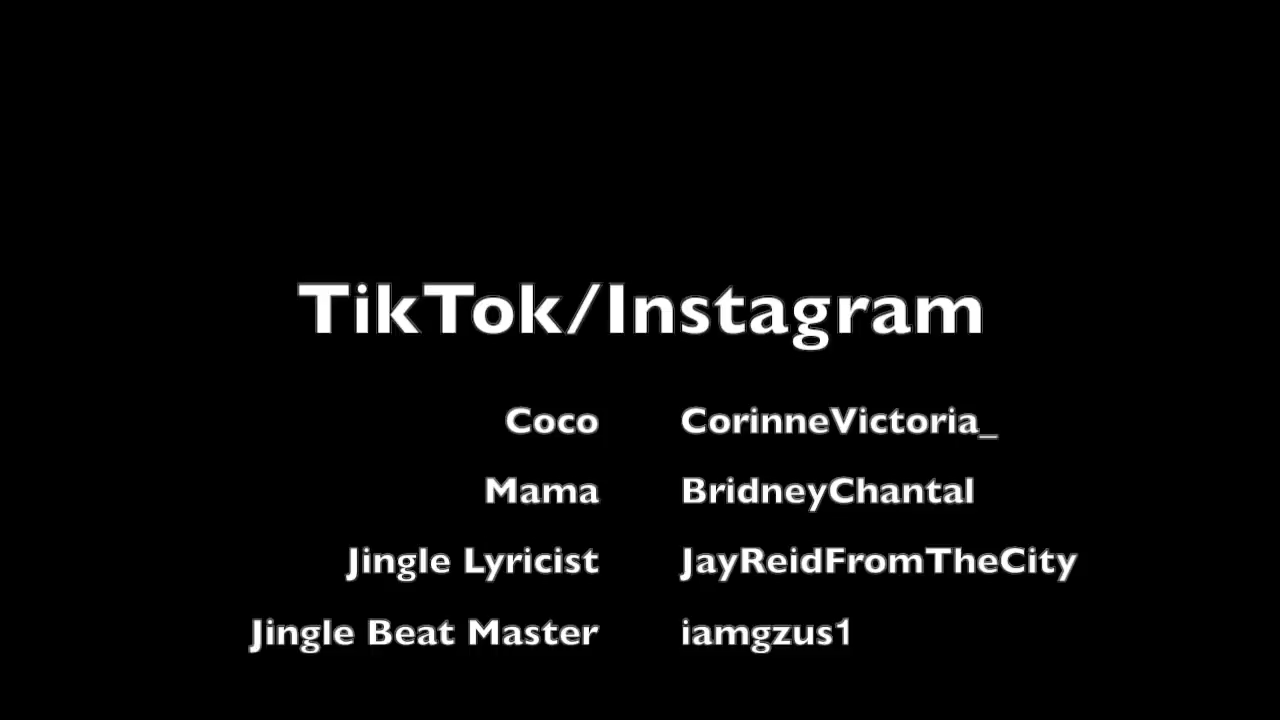 TikTok/Instagram
Coco CorinneVictoria_
Mama BridneyChantal
Jingle Lyricist JayReidFromTheCity
Jingle Beat Master iamgzus1